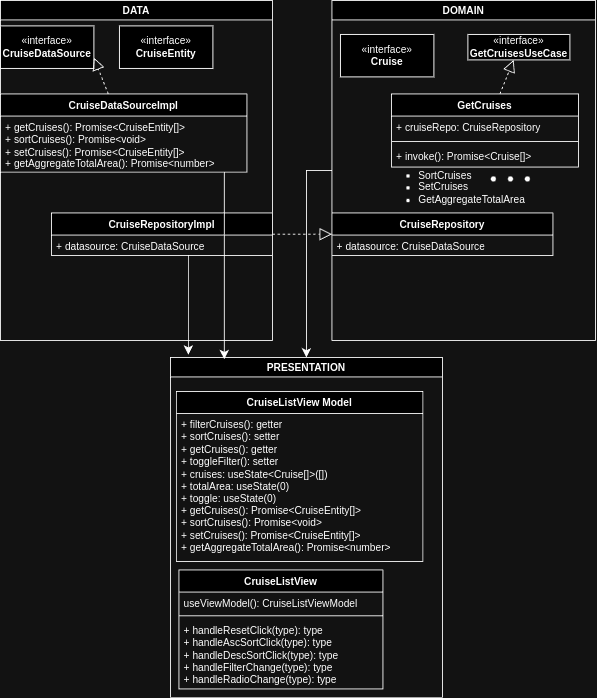 DATA
«interface»
CruiseDataSource
«interface»
CruiseEntity
CruiseDataSourceImpl
+ getCruises(): Promise<CruiseEntity[]>
+ sortCruises(): Promise<void>
+ setCruises(): Promise<CruiseEntity[]>
+ getAggregateTotalArea(): Promise<number>
CruiseRepositoryImpl
+ datasource: CruiseDataSource
DOMAIN
«interface»
Cruise
«interface»
GetCruisesUseCase
GetCruises
+ cruiseRepo: CruiseRepository
+ invoke(): Promise<Cruise[]>
• SortCruises
• SetCruises
• GetAggregateTotalArea
• • •
CruiseRepository
+ datasource: CruiseDataSource
PRESENTATION
CruiseListView Model
+ filterCruises(): getter
+ sortCruises(): setter
+ getCruises(): getter
+ toggleFilter(): setter
+ cruises: useState<Cruise[]>([])
+ totalArea: useState(0)
+ toggle: useState(0)
+ getCruises(): Promise<CruiseEntity[]>
+ sortCruises(): Promise<void>
+ setCruises(): Promise<CruiseEntity[]>
+ getAggregateTotalArea(): Promise<number>
CruiseListView
useViewModel(): CruiseListViewModel
+ handleResetClick(type): type
+ handleAscSortClick(type): type
+ handleDescSortClick(type): type
+ handleFilterChange(type): type
+ handleRadioChange(type): type